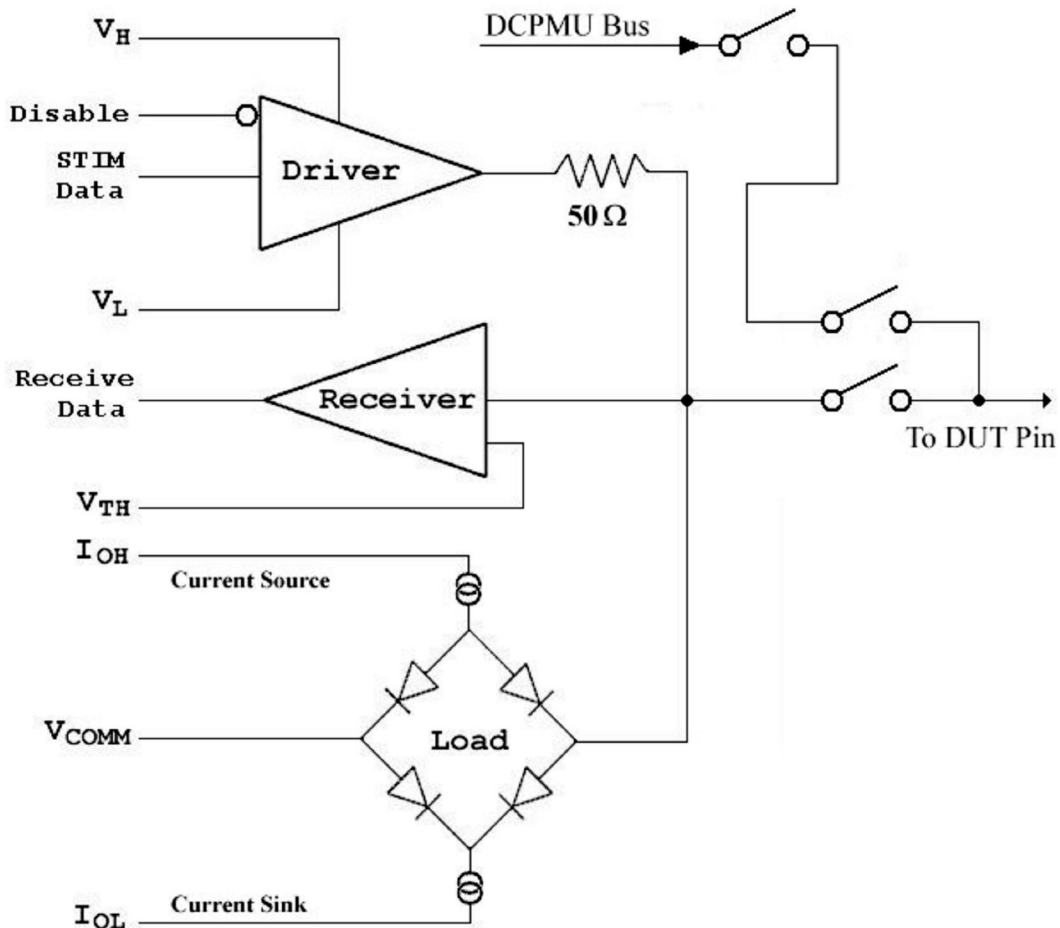 V_H
DCPMU Bus
Disable
STIM
Data
Driver
50 Ω
V_L
Receive
Data
Receiver
To DUT Pin
V_TH
I_OH
Current Source
V_COMM
Load
I_OL
Current Sink